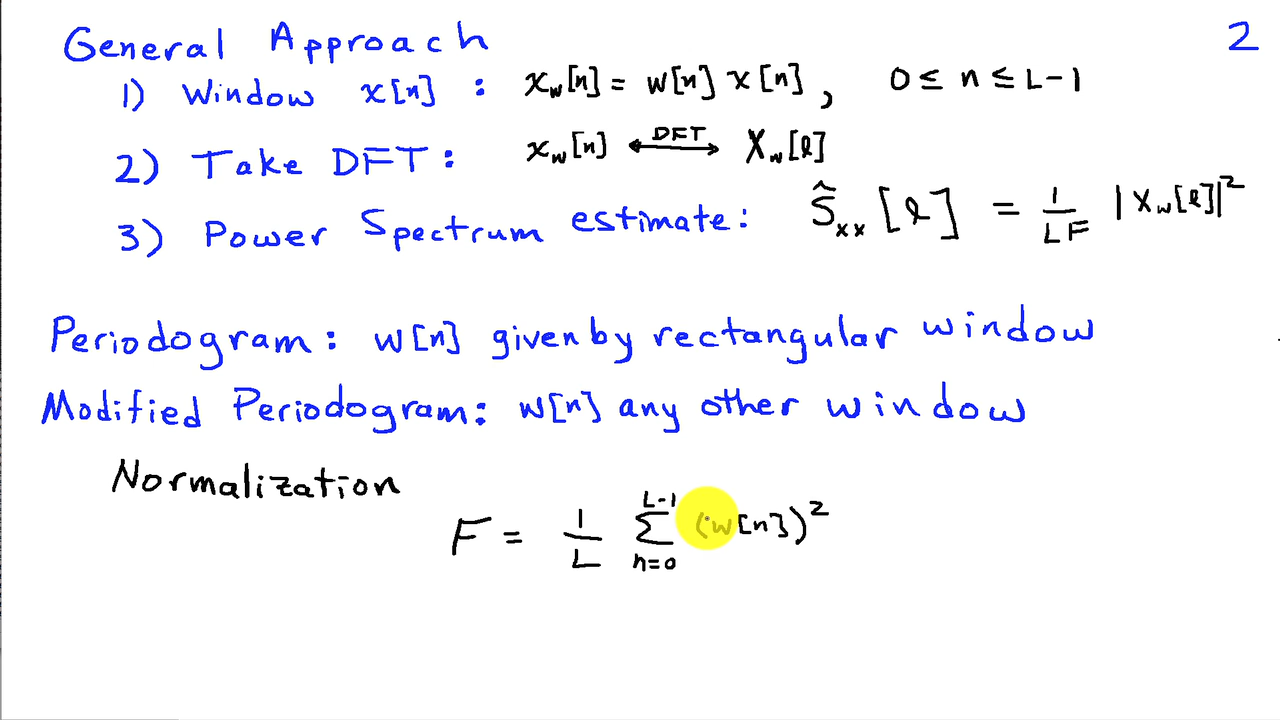 General Approach 2
1) Window x[n] : x_w[n] = w[n] x[n], 0 ≤ n ≤ L-1
2) Take DFT : x_w[n] ⟷^DFT X_w[ℓ]
3) Power Spectrum estimate : Ŝ_xx [ℓ] = 1/LF |X_w[ℓ]|²
Periodogram : w[n] given by rectangular window
Modified Periodogram : w[n] any other window
Normalization
F = 1/L ∑_{n=0}^{L-1} (w[n])²